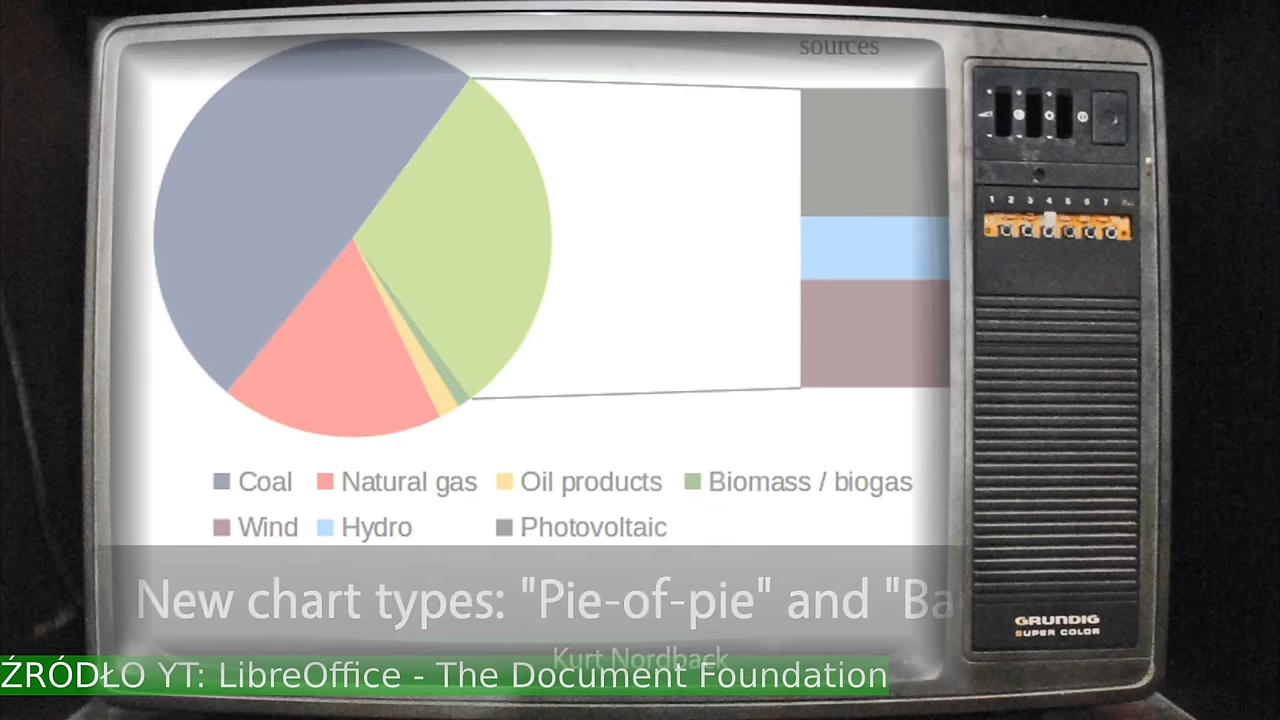 sources
1 2 3 4 5 6 7
Coal Natural gas Oil products Biomass / biogas
Wind Hydro Photovoltaic
New chart types: "Pie-of-pie" and "Ba
Kurt Nordback
GRUNDIG
SUPER COLOR
ŹRÓDŁO YT: LibreOffice - The Document Foundation